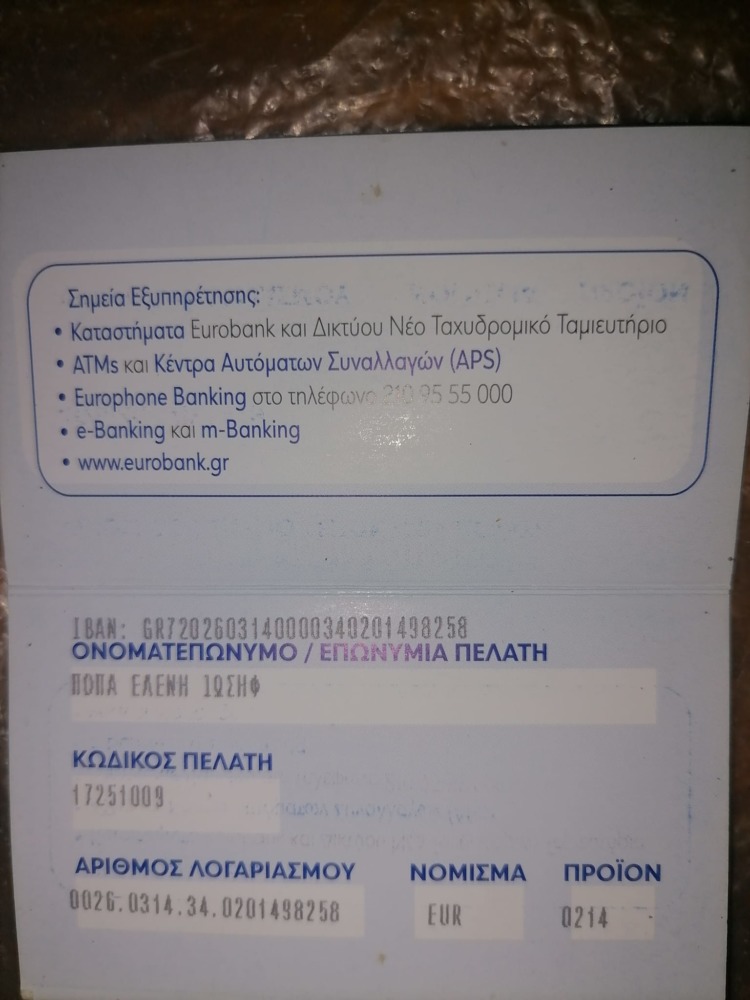 Σημεία Εξυπηρέτησης:
• Καταστήματα Eurobank και Δικτύου Νέο Ταχυδρομικό Ταμιευτήριο
• ATMs και Κέντρα Αυτόματων Συναλλαγών (APS)
• Europhone Banking στο τηλέφωνο 210 95 55 000
• e-Banking και m-Banking
• www.eurobank.gr
IBAN: GR7202603140000340201498258
ΟΝΟΜΑΤΕΠΩΝΥΜΟ / ΕΠΩΝΥΜΙΑ ΠΕΛΑΤΗ
ΠΟΠΑ ΕΛΕΝΗ ΙΩΣΗΦ
ΚΩΔΙΚΟΣ ΠΕΛΑΤΗ
17251009
ΑΡΙΘΜΟΣ ΛΟΓΑΡΙΑΣΜΟΥ ΝΟΜΙΣΜΑ ΠΡΟΪΟΝ
0026.0314.34.0201498258 EUR 0214